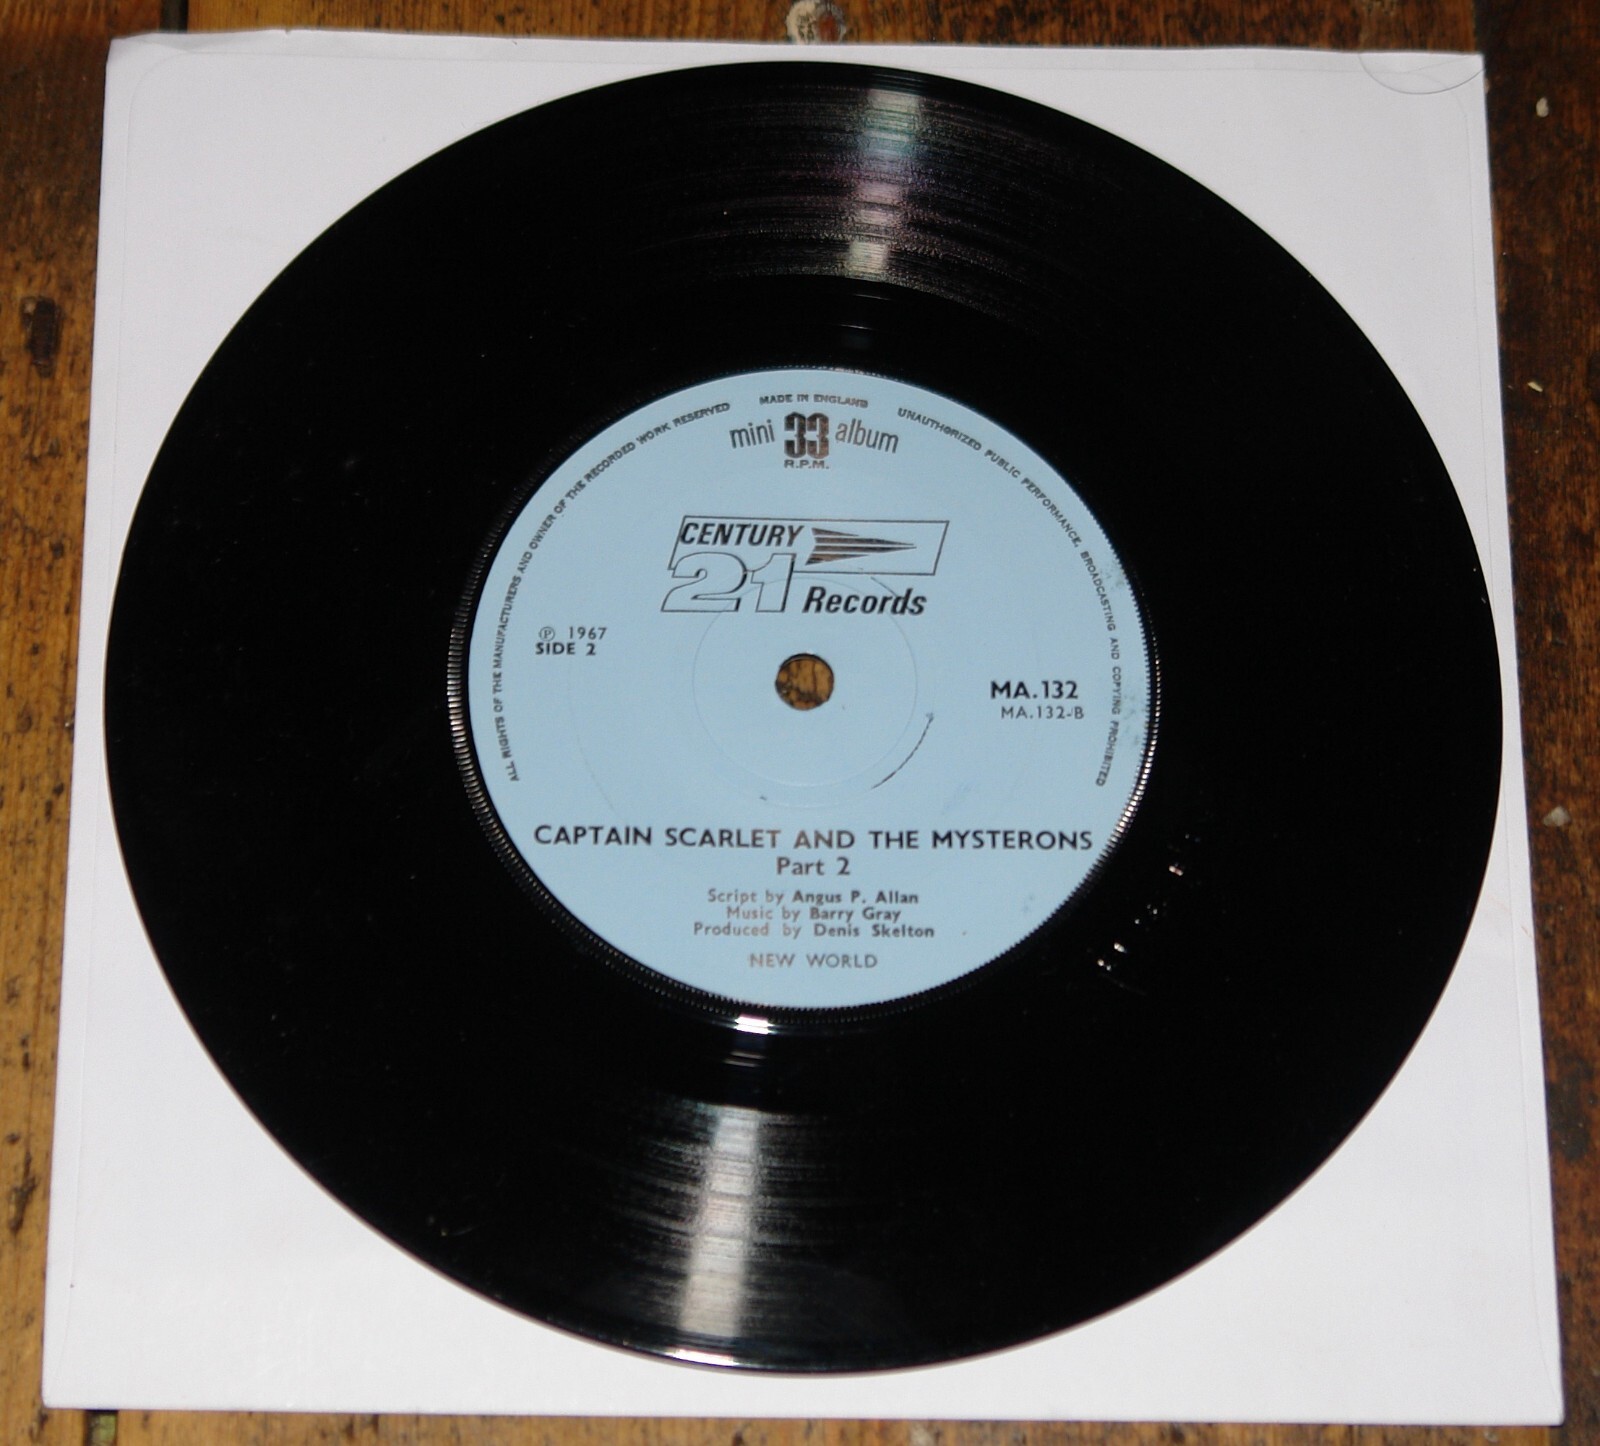 ALL RIGHTS OF THE MANUFACTURERS AND OWNER OF THE RECORDED WORK RESERVED
MADE IN ENGLAND
UNAUTHORIZED PUBLIC PERFORMANCE, BROADCASTING AND COPYING PROHIBITED
mini 33 album
R.P.M.
CENTURY
21
Records
℗ 1967
SIDE 2
MA.132
MA.132-B
CAPTAIN SCARLET AND THE MYSTERONS
Part 2
Script by Angus P. Allan
Music by Barry Gray
Produced by Denis Skelton
NEW WORLD